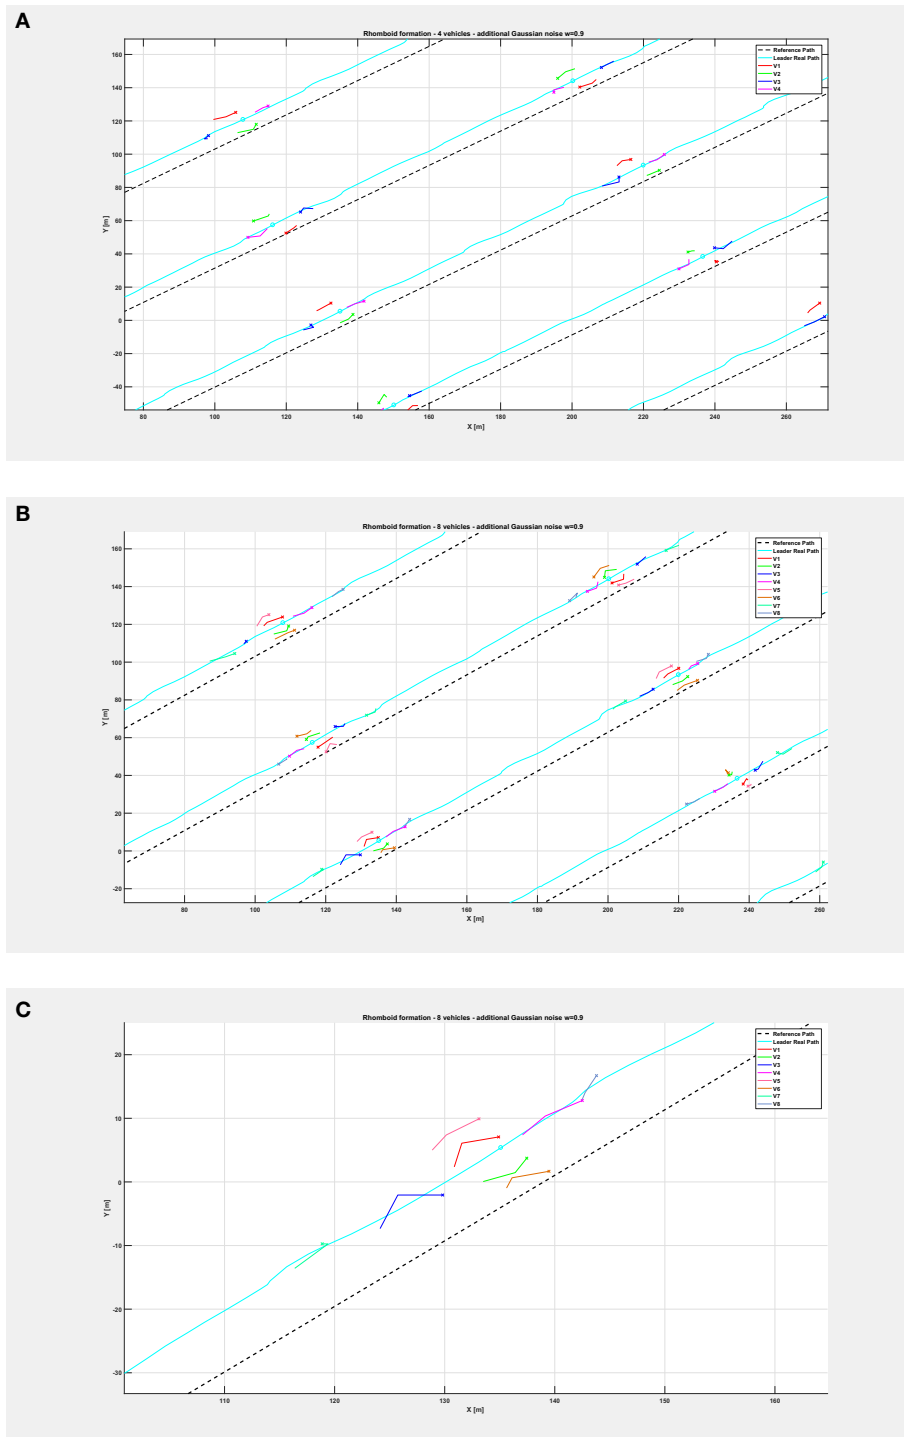 A
Rhomboid formation - 4 vehicles - additional Gaussian noise w=0.9
Reference Path
Leader Real Path
V1
V2
V3
V4
160
140
120
100
80
60
40
20
0
-20
-40
Y [m]
80 100 120 140 160 180 200 220 240 260
X [m]
B
Rhomboid formation - 8 vehicles - additional Gaussian noise w=0.9
Reference Path
Leader Real Path
V1
V2
V3
V4
V5
V6
V7
V8
160
140
120
100
80
60
40
20
0
-20
Y [m]
80 100 120 140 160 180 200 220 240 260
X [m]
C
Rhomboid formation - 8 vehicles - additional Gaussian noise w=0.9
Reference Path
Leader Real Path
V1
V2
V3
V4
V5
V6
V7
V8
20
10
0
-10
-20
-30
Y [m]
110 120 130 140 150 160
X [m]